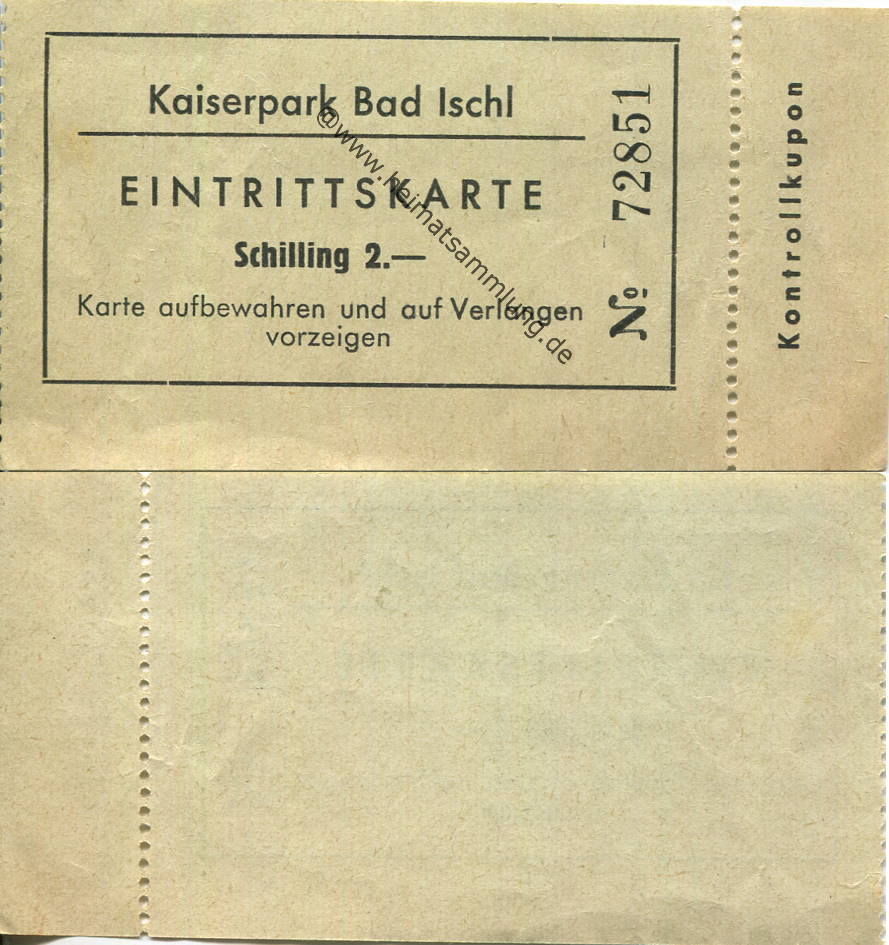 Kaiserpark Bad Ischl
EINTRITTSKARTE
Schilling 2.—
Karte aufbewahren und auf Verlangen
vorzeigen
№ 72851
Kontrollkupon
@www.heimatsammlung.de